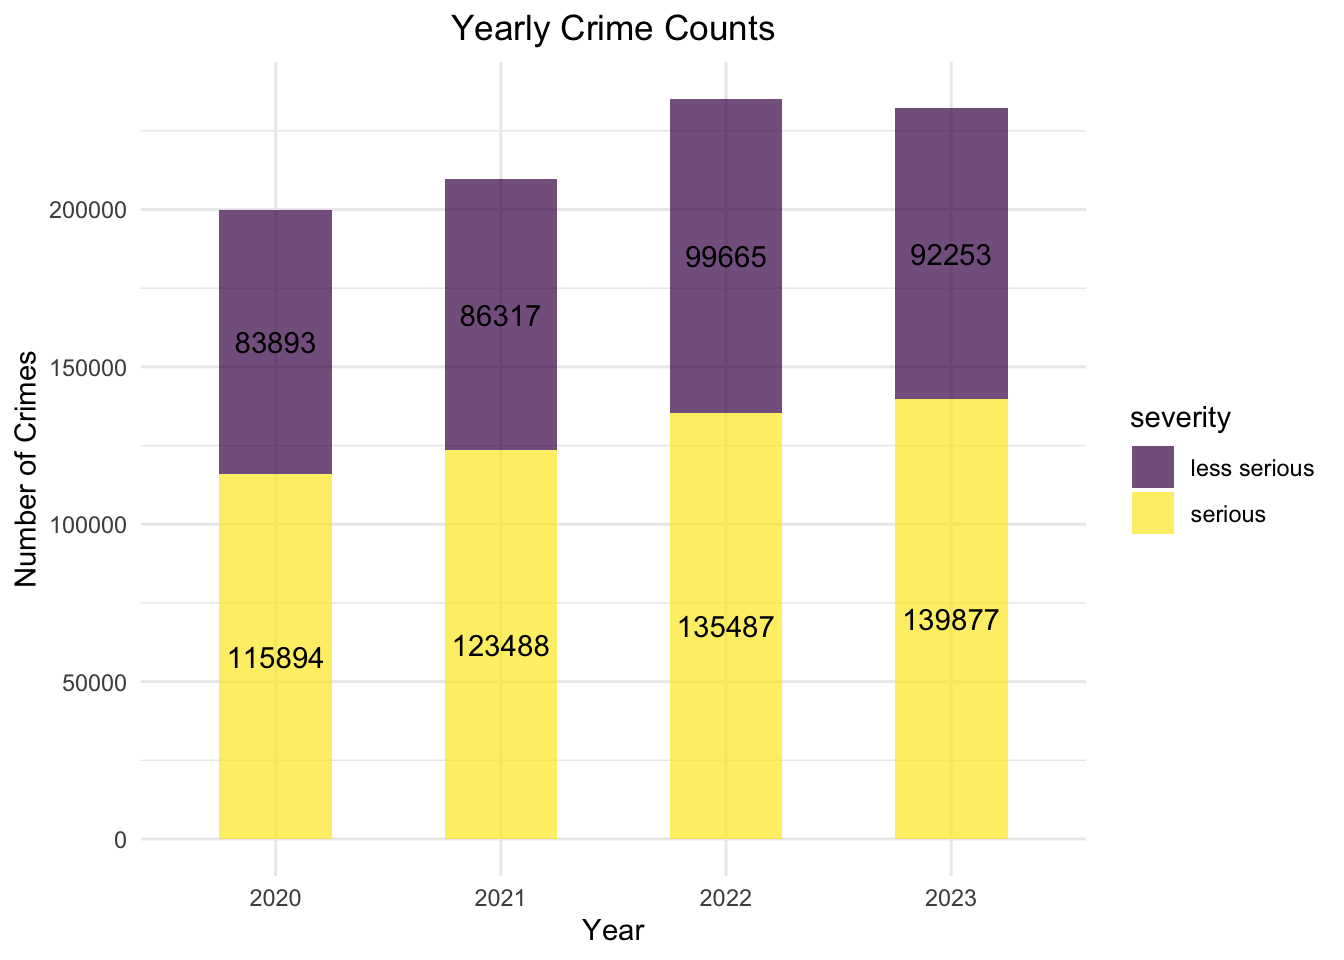 Yearly Crime Counts
Number of Crimes
200000
150000
100000
50000
0
83893
86317
99665
92253
115894
123488
135487
139877
2020 2021 2022 2023
Year
severity
less serious
serious